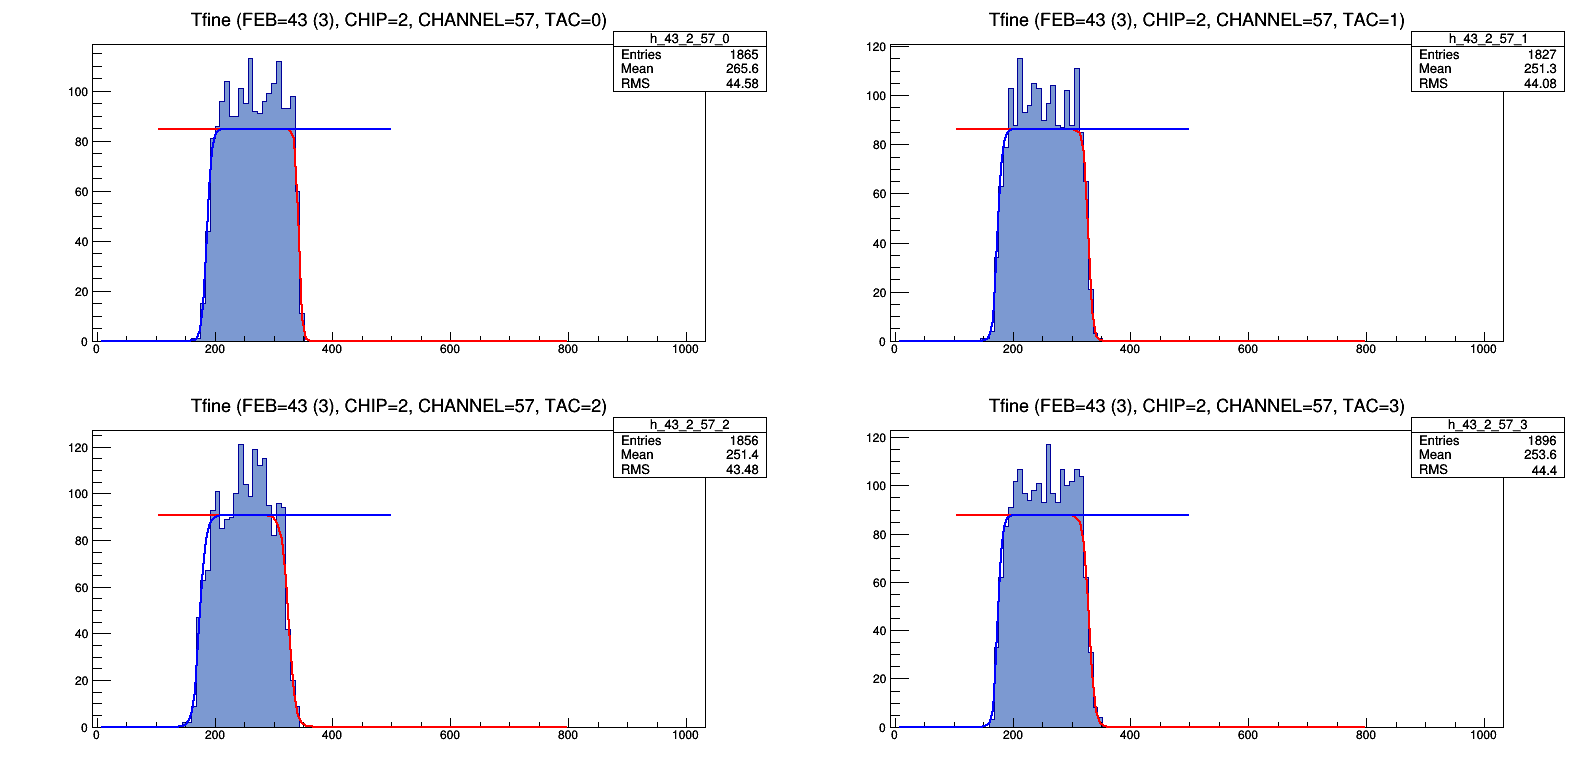 Tfine (FEB=43 (3), CHIP=2, CHANNEL=57, TAC=0)
h_43_2_57_0
Entries 1865
Mean 265.6
RMS 44.58
100
80
60
40
20
0
0 200 400 600 800 1000
Tfine (FEB=43 (3), CHIP=2, CHANNEL=57, TAC=1)
h_43_2_57_1
Entries 1827
Mean 251.3
RMS 44.08
120
100
80
60
40
20
0
0 200 400 600 800 1000
Tfine (FEB=43 (3), CHIP=2, CHANNEL=57, TAC=2)
h_43_2_57_2
Entries 1856
Mean 251.4
RMS 43.48
120
100
80
60
40
20
0
0 200 400 600 800 1000
Tfine (FEB=43 (3), CHIP=2, CHANNEL=57, TAC=3)
h_43_2_57_3
Entries 1896
Mean 253.6
RMS 44.4
120
100
80
60
40
20
0
0 200 400 600 800 1000